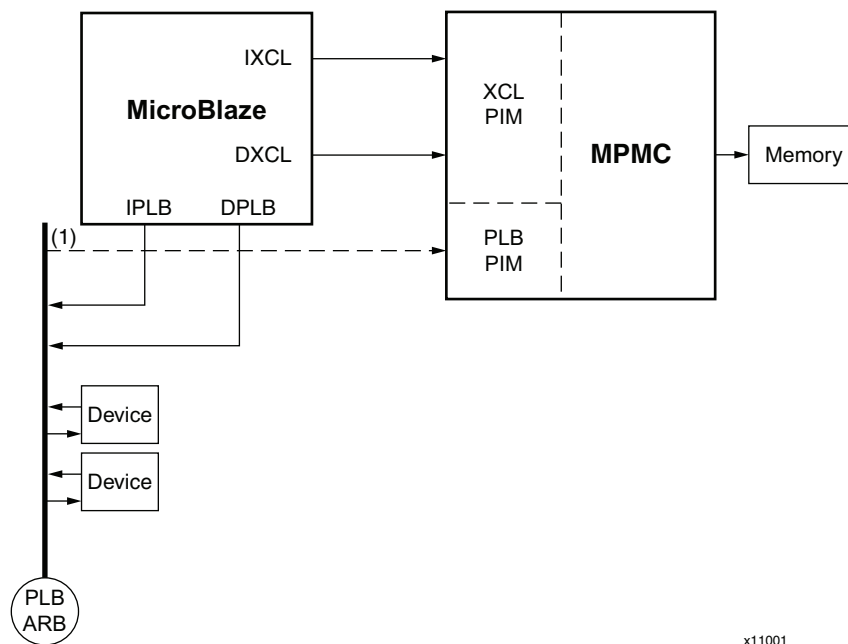 IXCL
MicroBlaze
DXCL
IPLB DPLB
XCL
PIM
MPMC
PLB
PIM
Memory
(1)
Device
Device
PLB
ARB
x11001